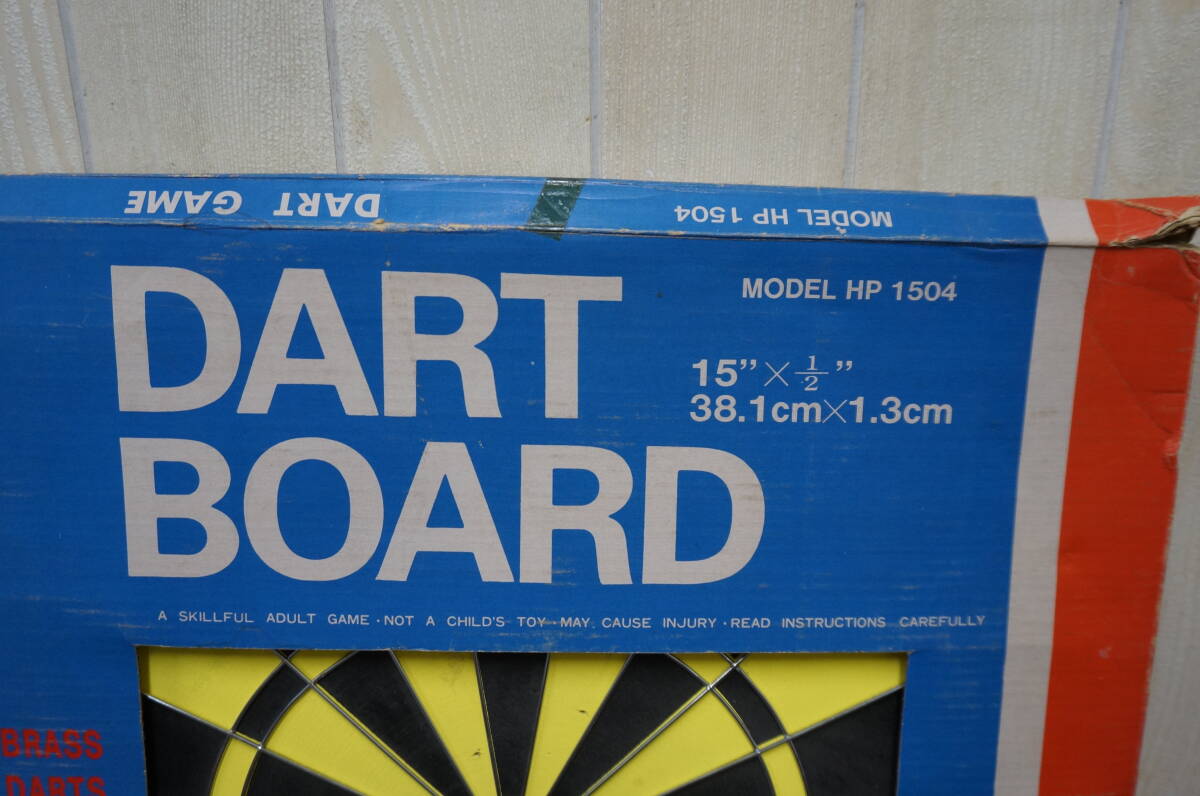 DART GAME
MODEL HP 1504
DART
BOARD
MODEL HP 1504
15”×1/2”
38.1cm×1.3cm
A SKILLFUL ADULT GAME · NOT A CHILD'S TOY · MAY CAUSE INJURY · READ INSTRUCTIONS CAREFULLY
BRASS
DARTS